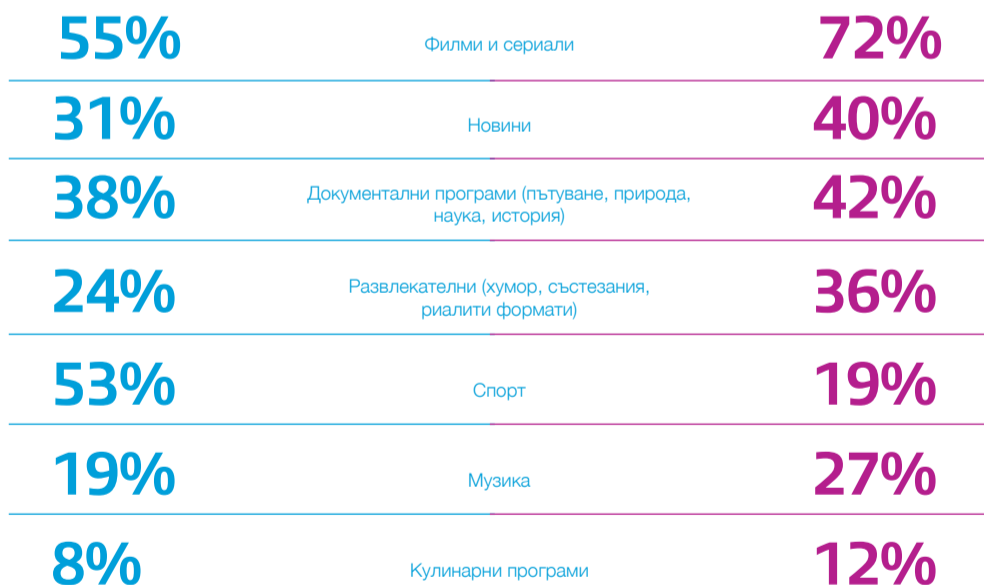 55% Филми и сериали 72%
31% Новини 40%
38% Документални програми (пътуване, природа, 42%
наука, история)
24% Развлекателни (хумор, състезания, 36%
риалити формати)
53% Спорт 19%
19% Музика 27%
8% Кулинарни програми 12%